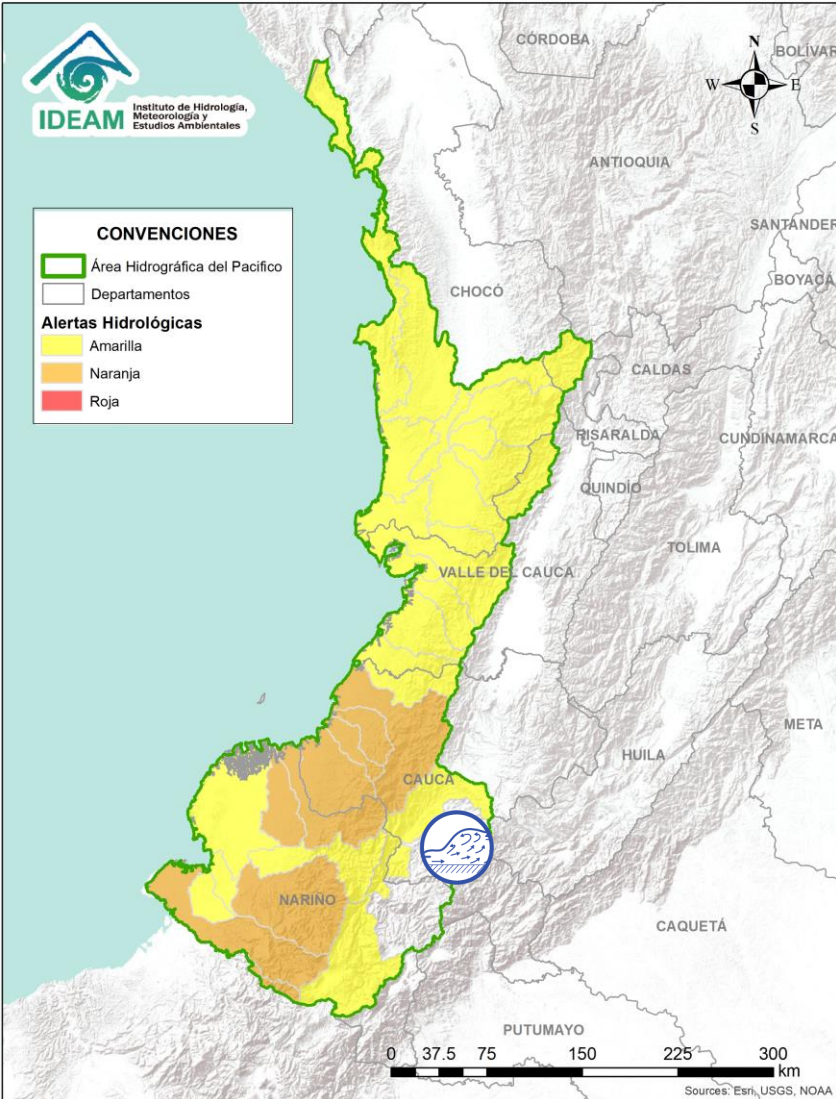 IDEAM
Instituto de Hidrología,
Meteorología y
Estudios Ambientales
N
W E
S
CÓRDOBA
BOLÍVAR
ANTIOQUIA
SANTANDER
BOYACÁ
CHOCÓ
CONVENCIONES
Área Hidrográfica del Pacifico
Departamentos
Alertas Hidrológicas
Amarilla
Naranja
Roja
CALDAS
RISARALDA
CUNDINAMARCA
QUINDÍO
TOLIMA
VALLE DEL CAUCA
META
HUILA
CAUCA
NARIÑO
CAQUETÁ
PUTUMAYO
0 37.5 75 150 225 300
km
Sources: Esri, USGS, NOAA